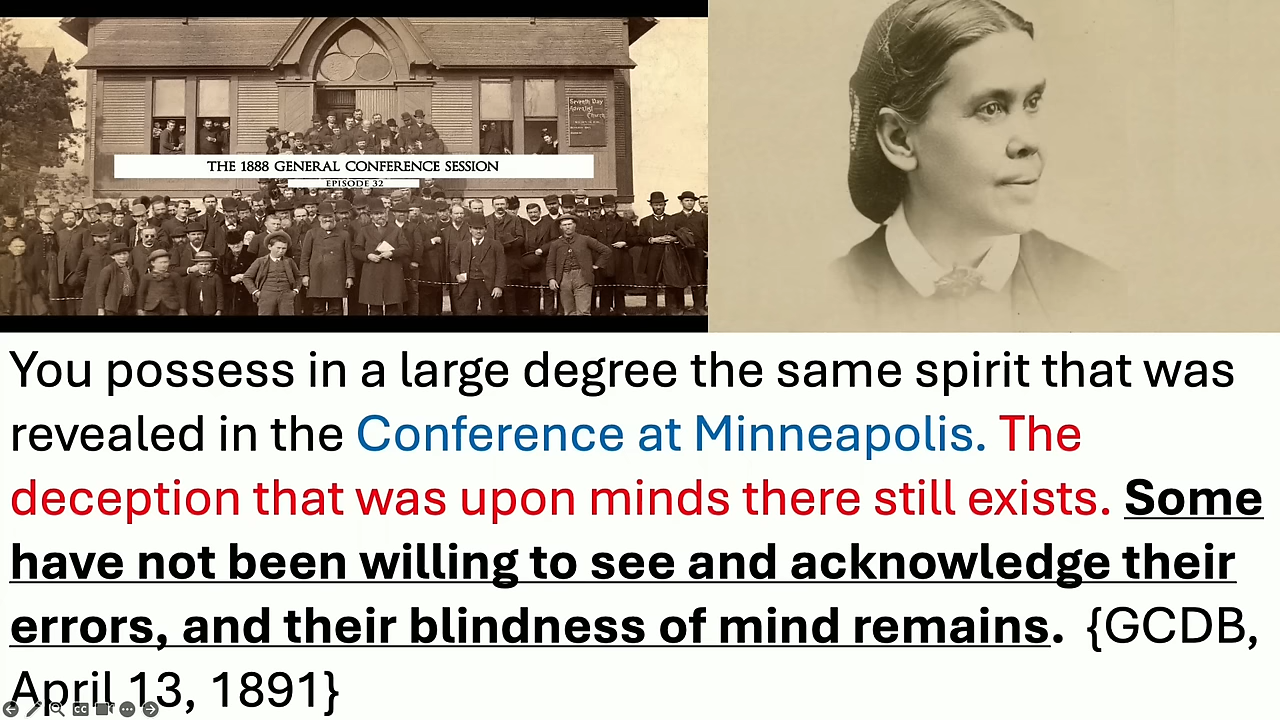 Seventh Day
Adventist
Church
THE 1888 GENERAL CONFERENCE SESSION
EPISODE 32
You possess in a large degree the same spirit that was
revealed in the Conference at Minneapolis. The
deception that was upon minds there still exists. Some
have not been willing to see and acknowledge their
errors, and their blindness of mind remains. {GCDB,
April 13, 1891}